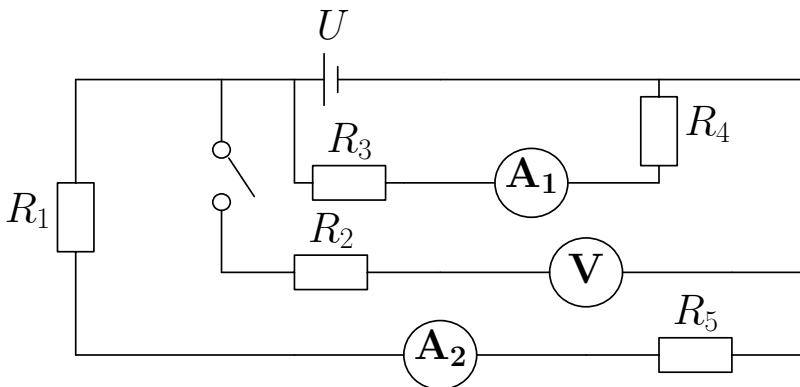 U
R₃
R₄
A₁
R₁
R₂
V
R₅
A₂